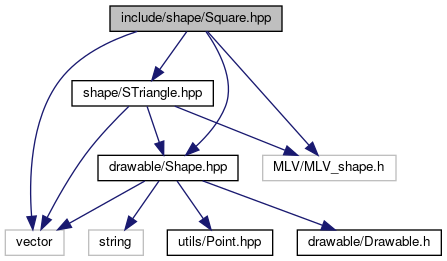 include/shape/Square.hpp
shape/STriangle.hpp
drawable/Shape.hpp
MLV/MLV_shape.h
vector
string
utils/Point.hpp
drawable/Drawable.h